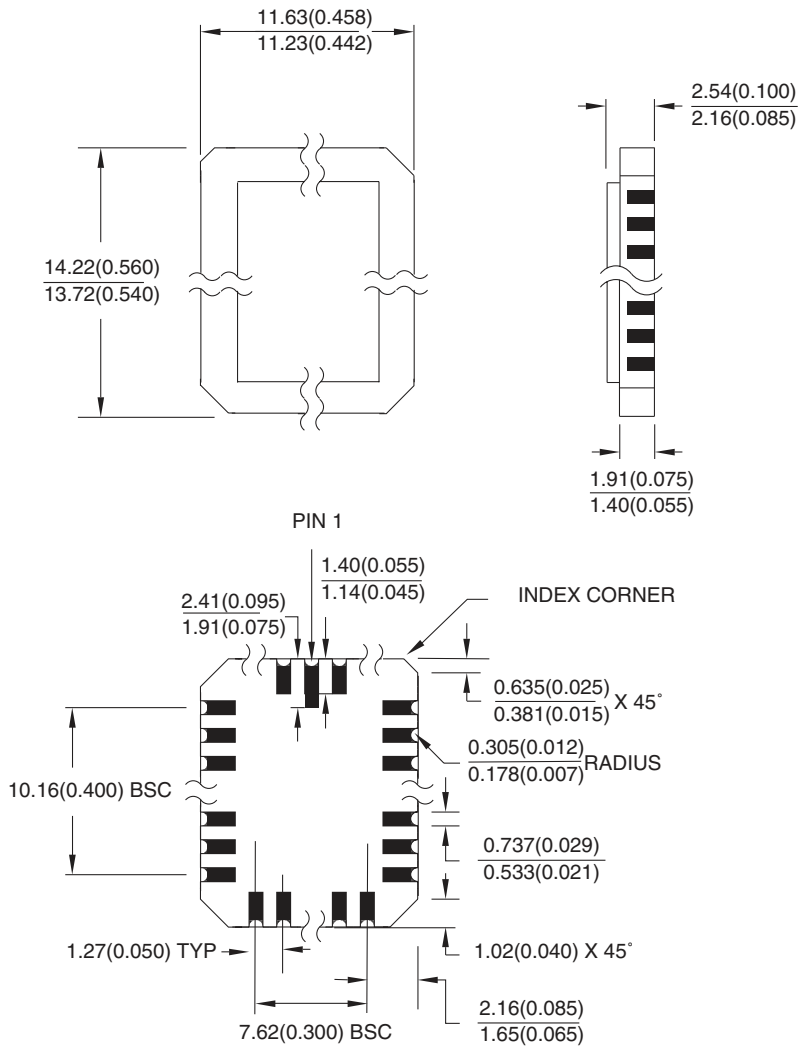 11.63(0.458)
11.23(0.442)
2.54(0.100)
2.16(0.085)
14.22(0.560)
13.72(0.540)
1.91(0.075)
1.40(0.055)
PIN 1
1.40(0.055)
1.14(0.045)
2.41(0.095)
1.91(0.075)
INDEX CORNER
0.635(0.025)
0.381(0.015)
X 45°
0.305(0.012)
0.178(0.007)
RADIUS
10.16(0.400) BSC
0.737(0.029)
0.533(0.021)
1.27(0.050) TYP
1.02(0.040) X 45°
7.62(0.300) BSC
2.16(0.085)
1.65(0.065)